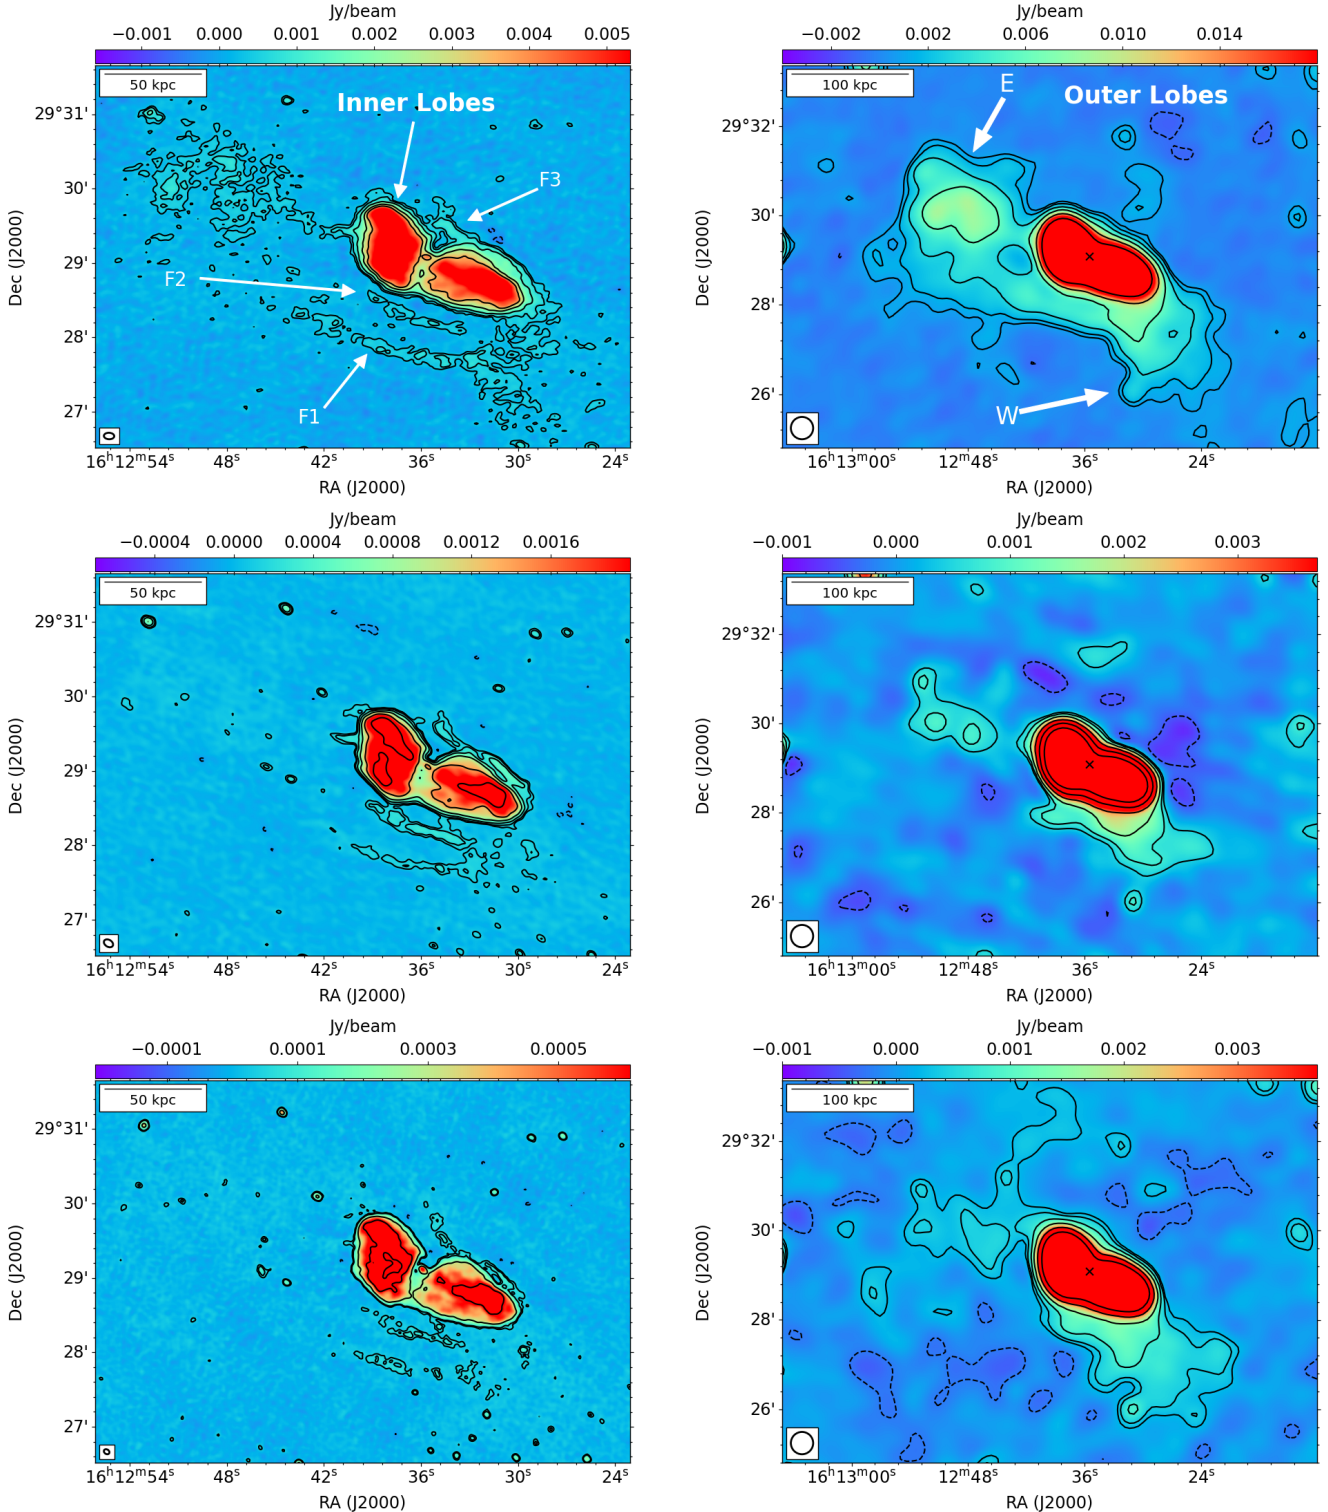 Jy/beam
−0.001 0.000 0.001 0.002 0.003 0.004 0.005
50 kpc
Inner Lobes
F3
F2
F1
29°31'
30'
29'
28'
27'
Dec (J2000)
16h12m54s 48s 42s 36s 30s 24s
RA (J2000)
Jy/beam
−0.002 0.002 0.006 0.010 0.014
100 kpc
E
Outer Lobes
W
29°32'
30'
28'
26'
Dec (J2000)
16h13m00s 12m48s 36s 24s
RA (J2000)
Jy/beam
−0.0004 0.0000 0.0004 0.0008 0.0012 0.0016
50 kpc
29°31'
30'
29'
28'
27'
Dec (J2000)
16h12m54s 48s 42s 36s 30s 24s
RA (J2000)
Jy/beam
−0.001 0.000 0.001 0.002 0.003
100 kpc
29°32'
30'
28'
26'
Dec (J2000)
16h13m00s 12m48s 36s 24s
RA (J2000)
Jy/beam
−0.0001 0.0001 0.0003 0.0005
50 kpc
29°31'
30'
29'
28'
27'
Dec (J2000)
16h12m54s 48s 42s 36s 30s 24s
RA (J2000)
Jy/beam
−0.001 0.000 0.001 0.002 0.003
100 kpc
29°32'
30'
28'
26'
Dec (J2000)
16h13m00s 12m48s 36s 24s
RA (J2000)